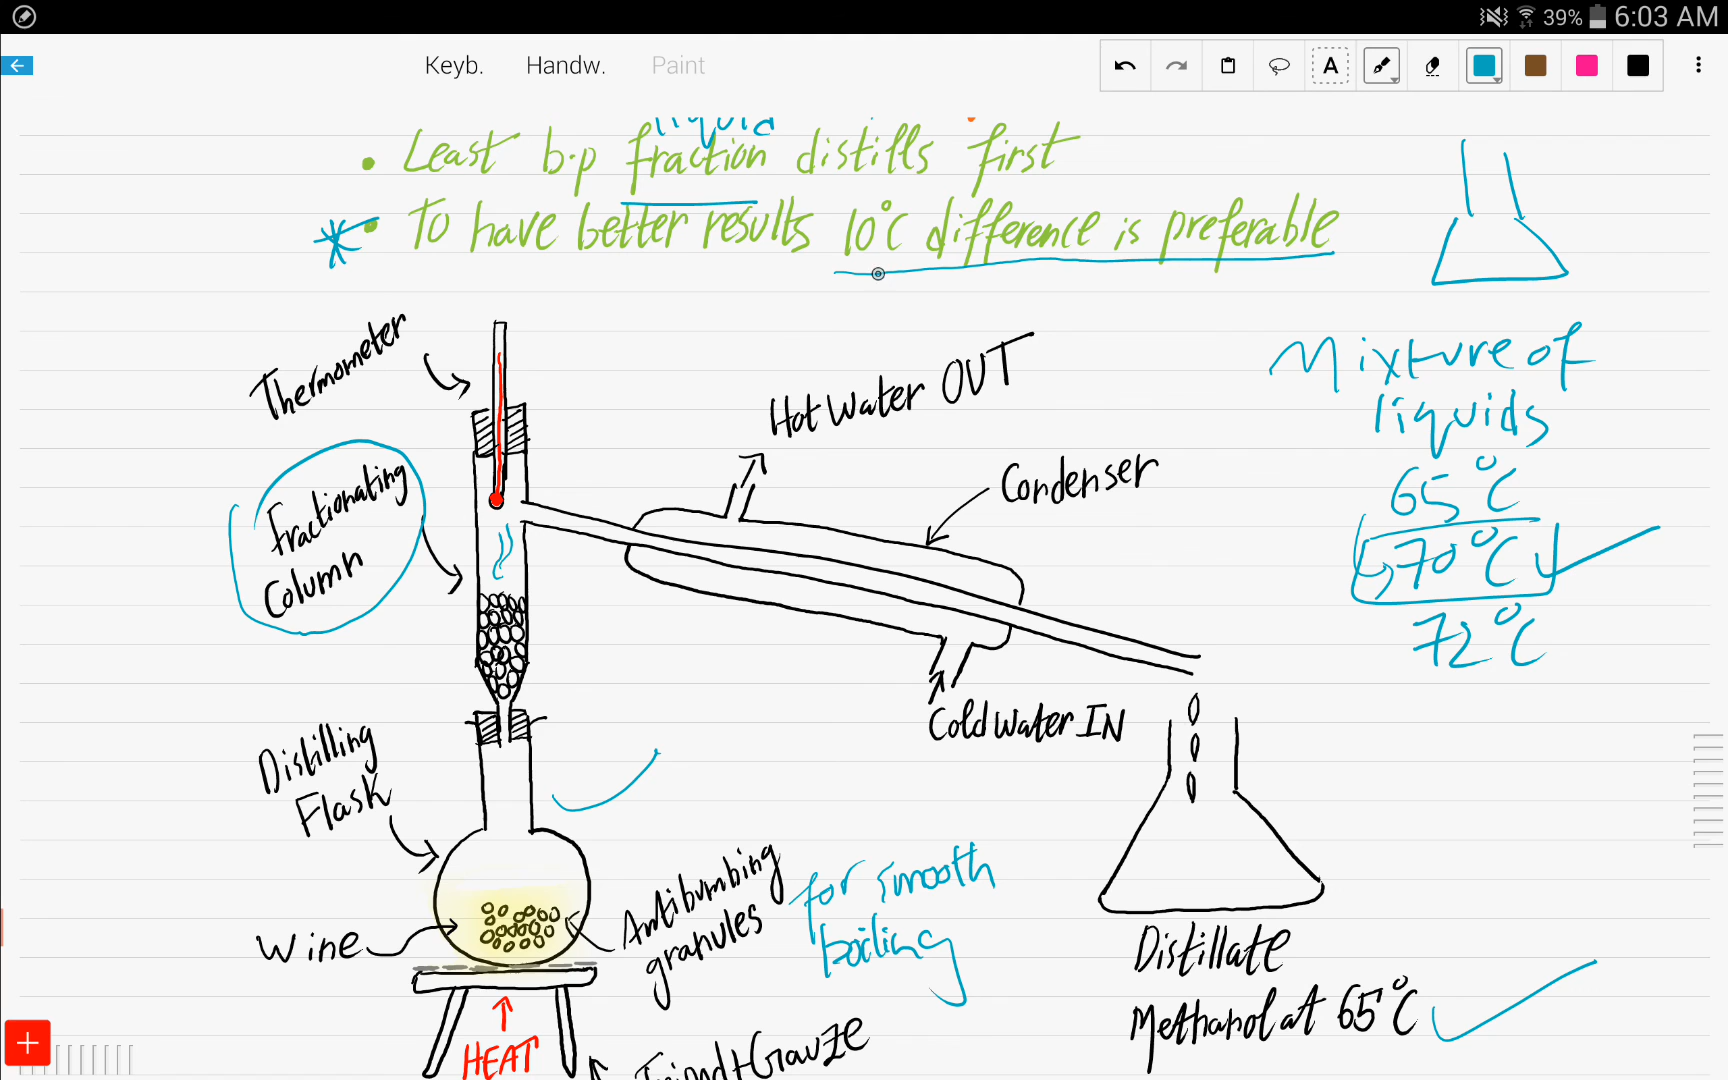 39% 6:03 AM
Keyb. Handw. Paint
A
liquid
• Least b.p fraction distills first
• To have better results 10°C difference is preferable
Thermometer
Hot Water OUT
Mixture of
liquids
Fractionating
Column
Condenser
65°C
70°C
72°C
Cold Water IN
Distilling
Flask
Wine
Antibumbing
granules
for smooth
boiling
Distillate
Methanol at 65°C
HEAT
Gauze